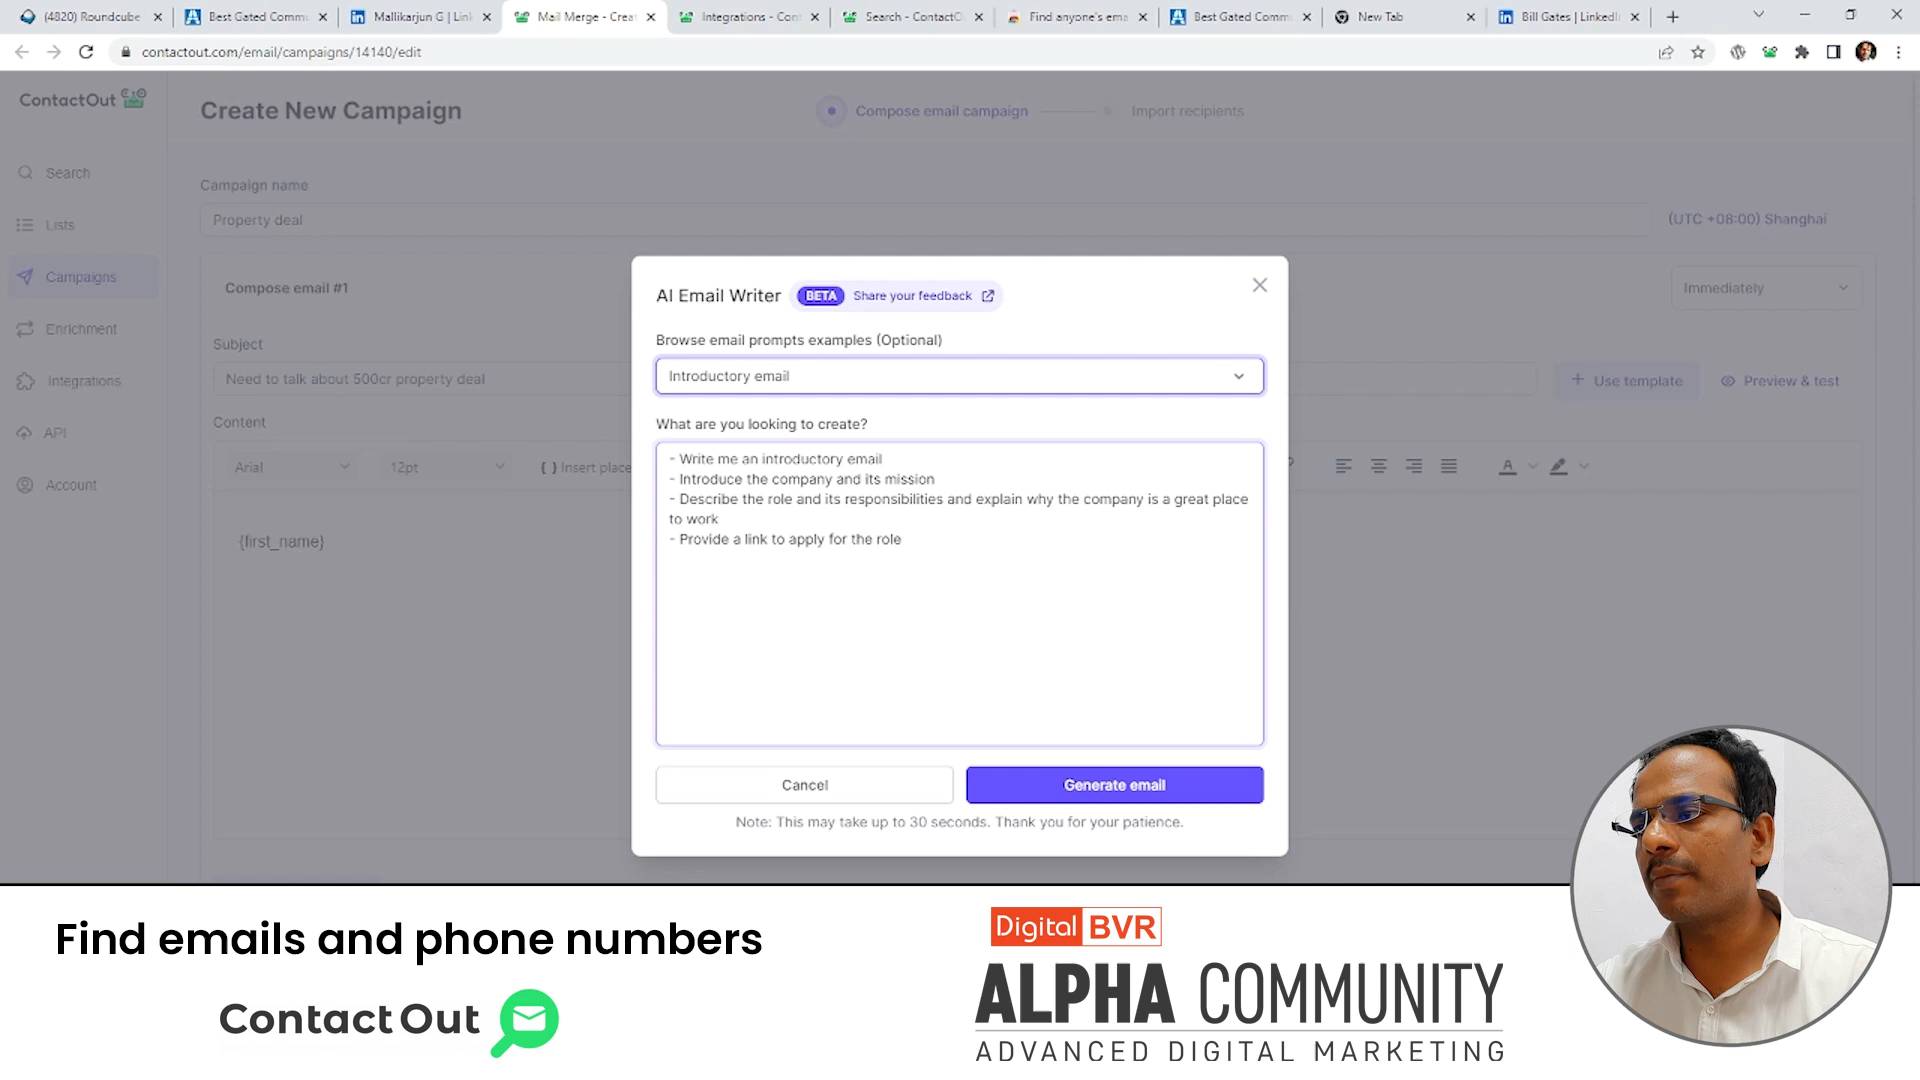 (4820) Roundcube
Best Gated Commu
Mallikarjun G | Link
Mail Merge - Creat
Integrations - Cont
Search - ContactO
Find anyone's ema
Best Gated Commu
New Tab
Bill Gates | LinkedIn
contactout.com/email/campaigns/14140/edit
ContactOut
Create New Campaign
Compose email campaign
Import recipients
Search
Lists
Campaigns
Enrichment
Integrations
API
Account
Campaign name
Property deal
(UTC +08:00) Shanghai
Compose email #1
Immediately
Subject
Need to talk about 500cr property deal
+ Use template
Preview & test
Content
Arial
12pt
{ } Insert place
{first_name}
AI Email Writer
BETA
Share your feedback
Browse email prompts examples (Optional)
Introductory email
What are you looking to create?
- Write me an introductory email
- Introduce the company and its mission
- Describe the role and its responsibilities and explain why the company is a great place
to work
- Provide a link to apply for the role
Cancel
Generate email
Note: This may take up to 30 seconds. Thank you for your patience.
Find emails and phone numbers
ContactOut
Digital BVR
ALPHA COMMUNITY
ADVANCED DIGITAL MARKETING